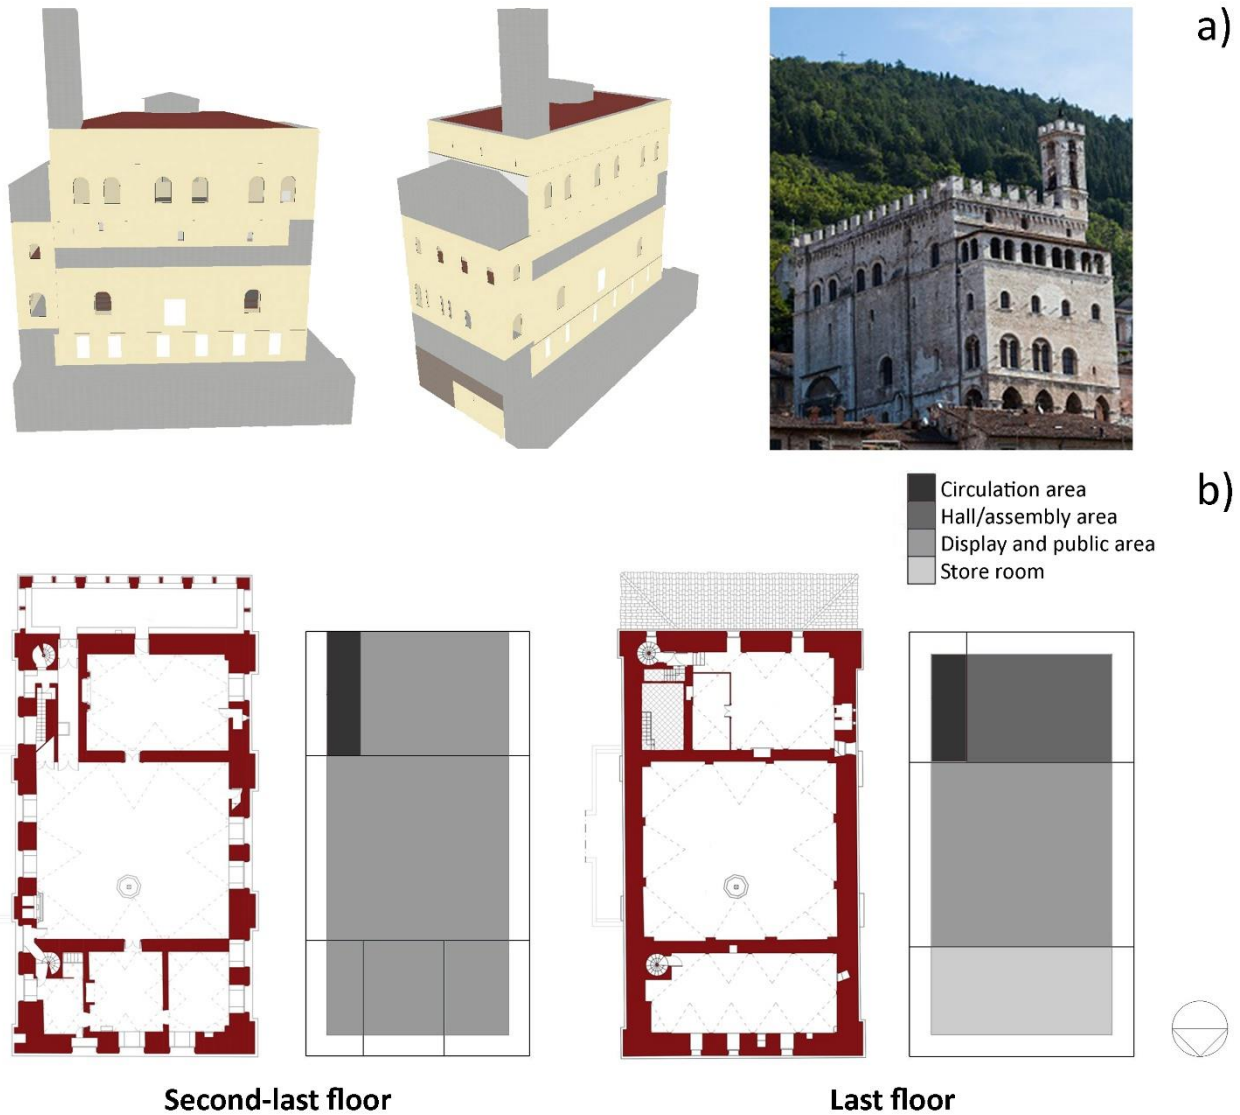 a)
b)
Circulation area
Hall/assembly area
Display and public area
Store room
Second-last floor
Last floor